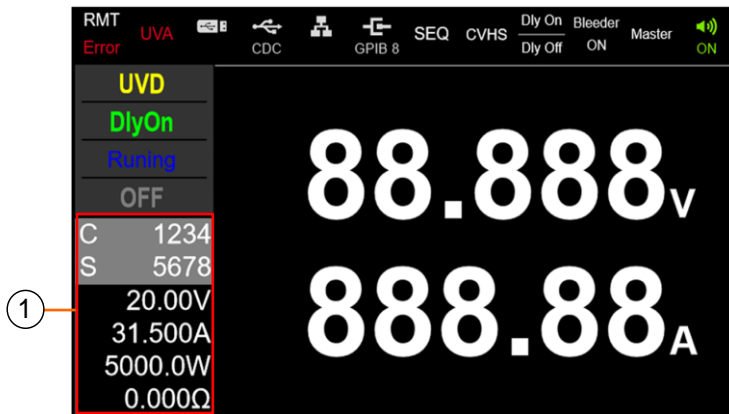 RMT UVA CDC GPIB 8 SEQ CVHS Dly On Bleeder Master
Error Dly Off ON ON
UVD
DlyOn
Runing
OFF
88.888V
C 1234
S 5678
20.00V
31.500A
5000.0W
0.000Ω
888.88A
1